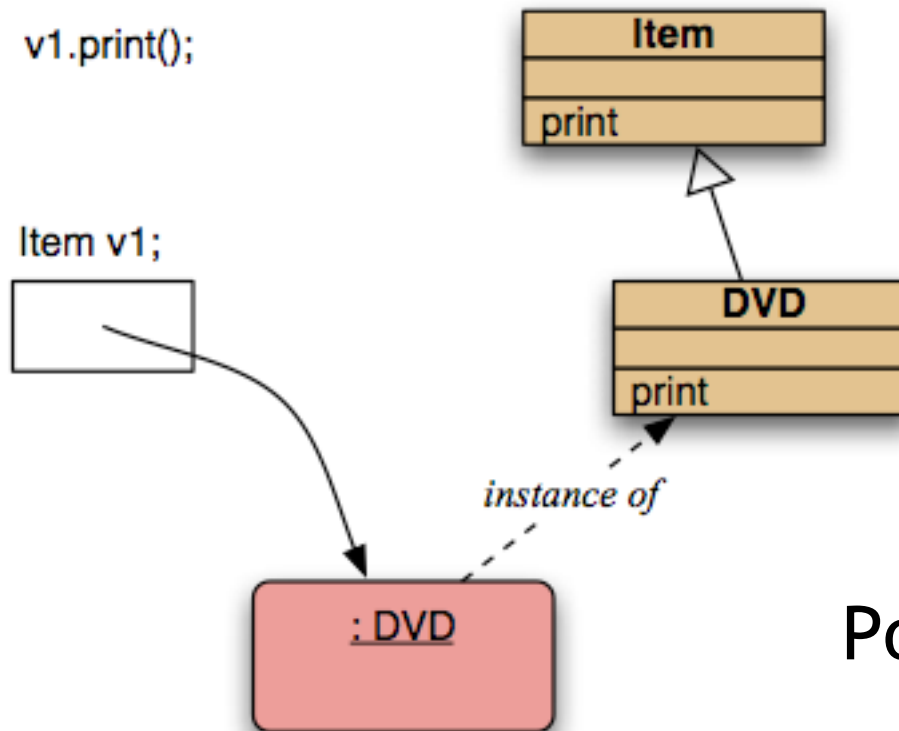 v1.print();
Item
print
Item v1;
DVD
print
instance of
: DVD